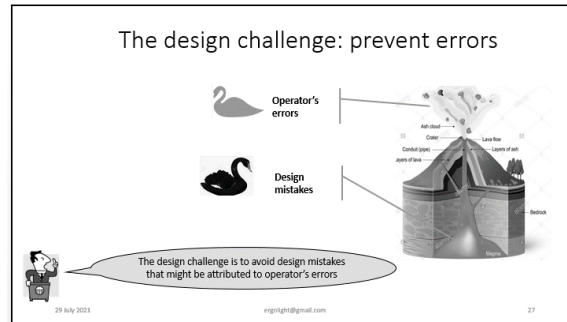 The design challenge: prevent errors
Operator's
errors
Ash cloud
Crater
Lava flow
Conduit (pipe)
Layers of ash
Layers of lava
Design
mistakes
Bedrock
Magma
The design challenge is to avoid design mistakes
that might be attributed to operator's errors
29 July 2021
ergolight@gmail.com
27